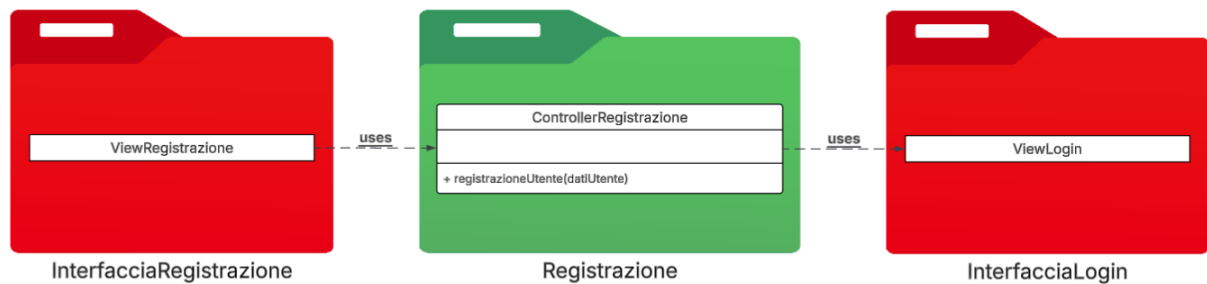 ViewRegistrazione
uses
ControllerRegistrazione
+ registrazioneUtente(datiUtente)
uses
ViewLogin
InterfacciaRegistrazione
Registrazione
InterfacciaLogin